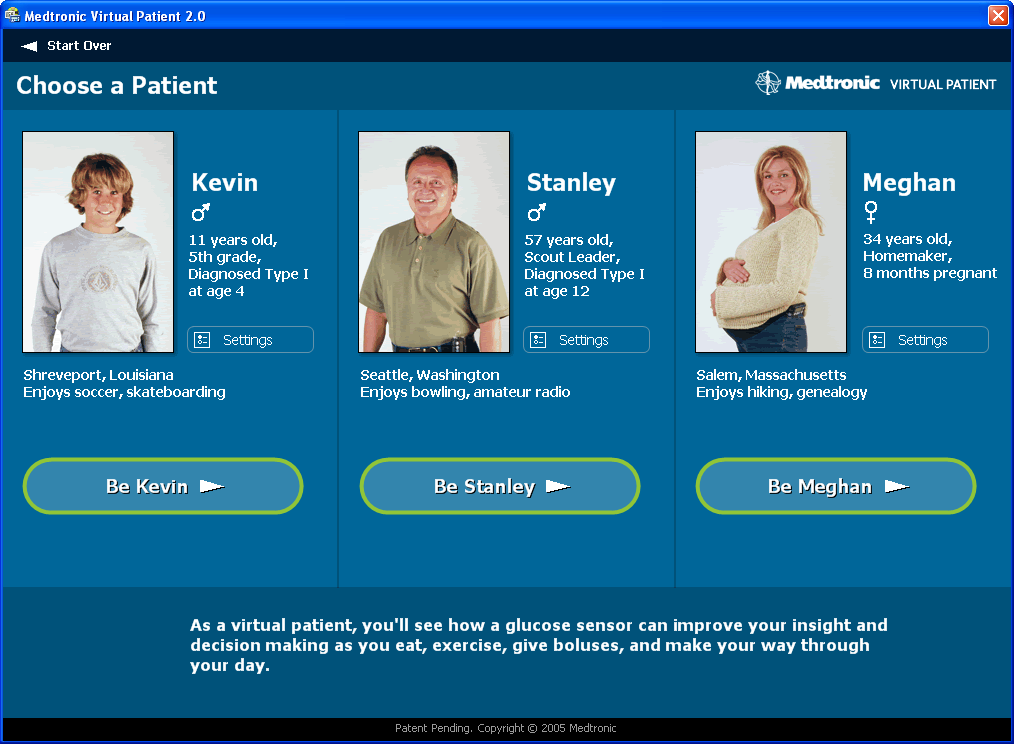 Medtronic Virtual Patient 2.0
Start Over
Choose a Patient
Medtronic VIRTUAL PATIENT
Kevin
11 years old,
5th grade,
Diagnosed Type I
at age 4
Settings
Shreveport, Louisiana
Enjoys soccer, skateboarding
Be Kevin
Stanley
57 years old,
Scout Leader,
Diagnosed Type I
at age 12
Settings
Seattle, Washington
Enjoys bowling, amateur radio
Be Stanley
Meghan
34 years old,
Homemaker,
8 months pregnant
Settings
Salem, Massachusetts
Enjoys hiking, genealogy
Be Meghan
As a virtual patient, you'll see how a glucose sensor can improve your insight and
decision making as you eat, exercise, give boluses, and make your way through
your day.
Patent Pending. Copyright © 2005 Medtronic